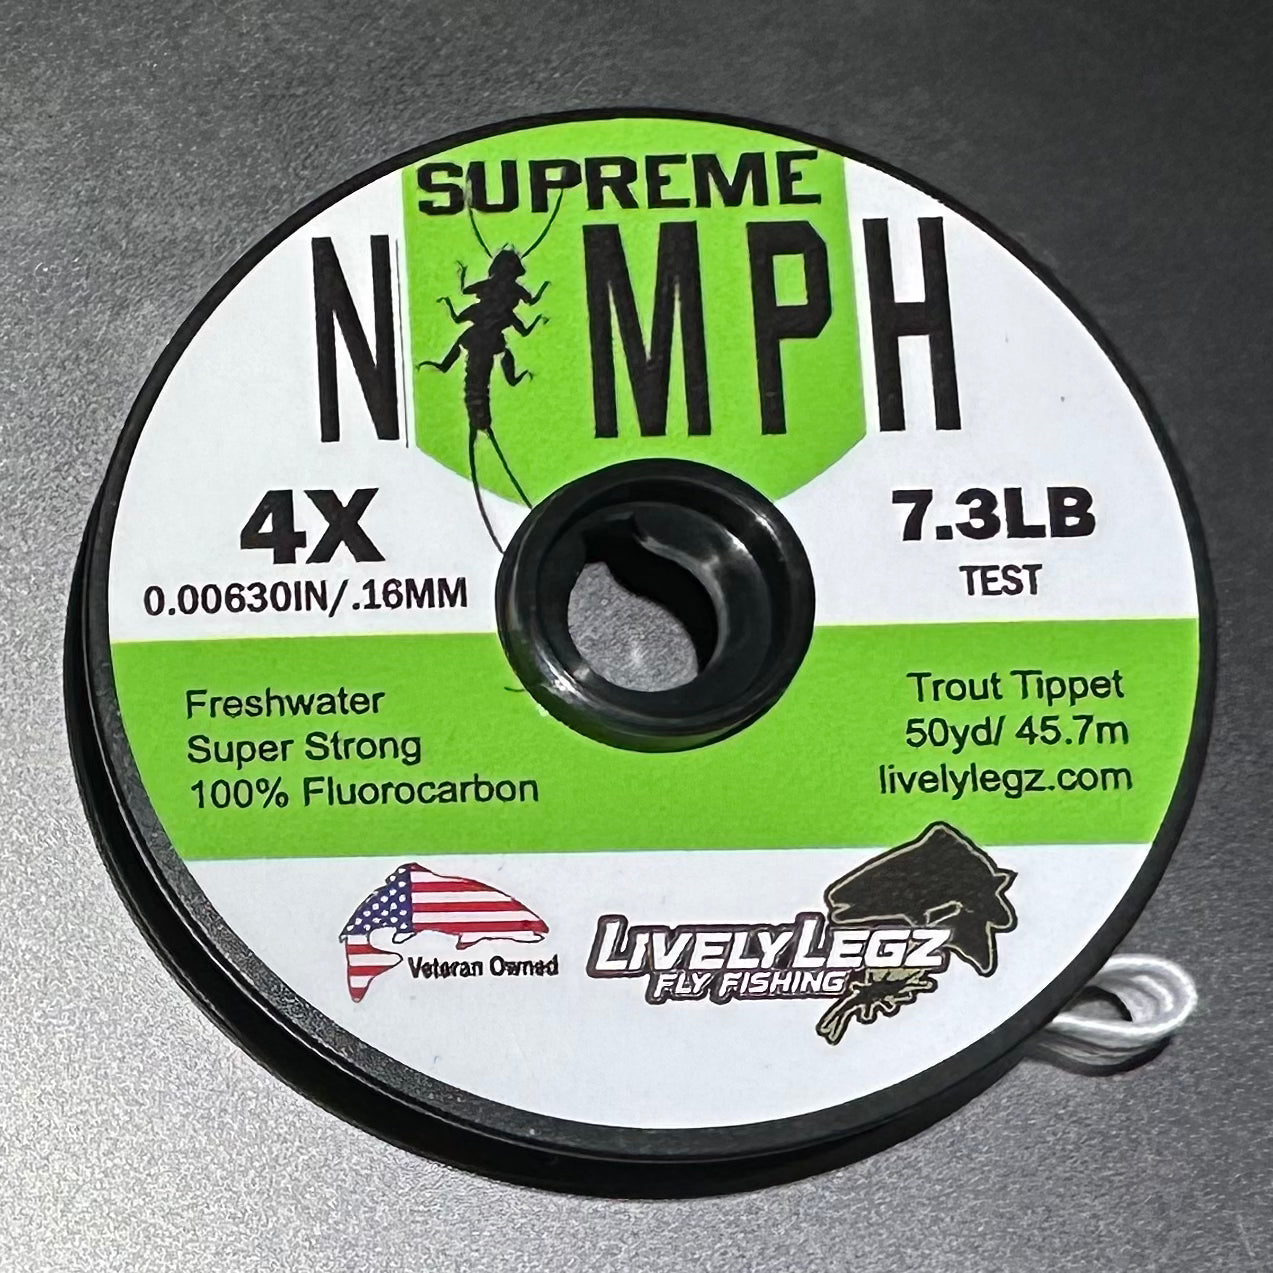 SUPREME
NYMPH
4X
0.00630IN/.16MM
7.3LB
TEST
Freshwater
Super Strong
100% Fluorocarbon
Trout Tippet
50yd/ 45.7m
livelylegz.com
Veteran Owned
LIVELYLEGZ
FLY FISHING